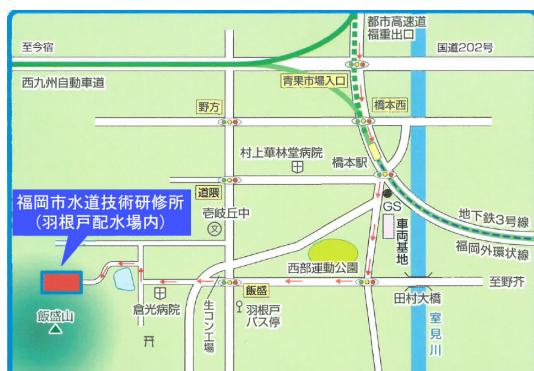 都市高速道
福重出口
至今宿
国道202号
西九州自動車道
青果市場入口
野方
橋本西
村上華林堂病院
橋本駅
道隈
福岡市水道技術研修所
(羽根戸配水場内)
壱岐丘中
文
GS
車両基地
地下鉄3号線
福岡外環状線
西部運動公園
飯盛
至野芥
倉光病院
生コン工場
羽根戸
バス停
田村大橋
室見川
飯盛山